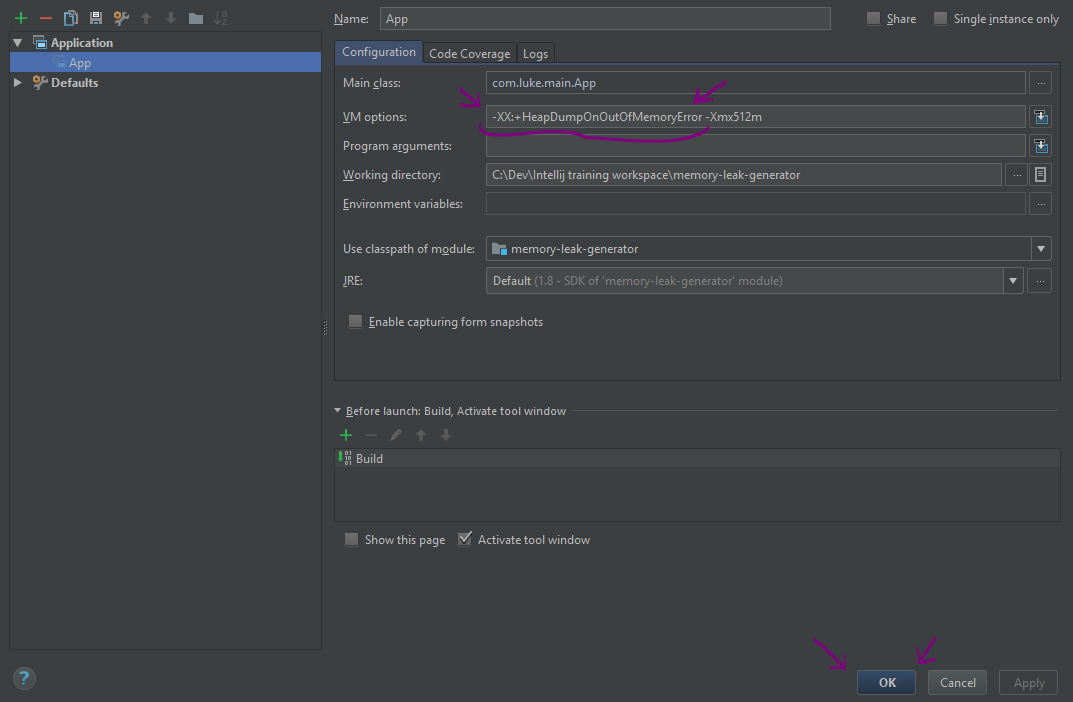 Name: App Share Single instance only
Application
App
Defaults
Configuration Code Coverage Logs
Main class: com.luke.main.App ...
VM options: -XX:+HeapDumpOnOutOfMemoryError -Xmx512m
Program arguments:
Working directory: C:\Dev\Intellij training workspace\memory-leak-generator ...
Environment variables: ...
Use classpath of module: memory-leak-generator
JRE: Default (1.8 - SDK of 'memory-leak-generator' module) ...
Enable capturing form snapshots
Before launch: Build, Activate tool window
Build
Show this page Activate tool window
? OK Cancel Apply